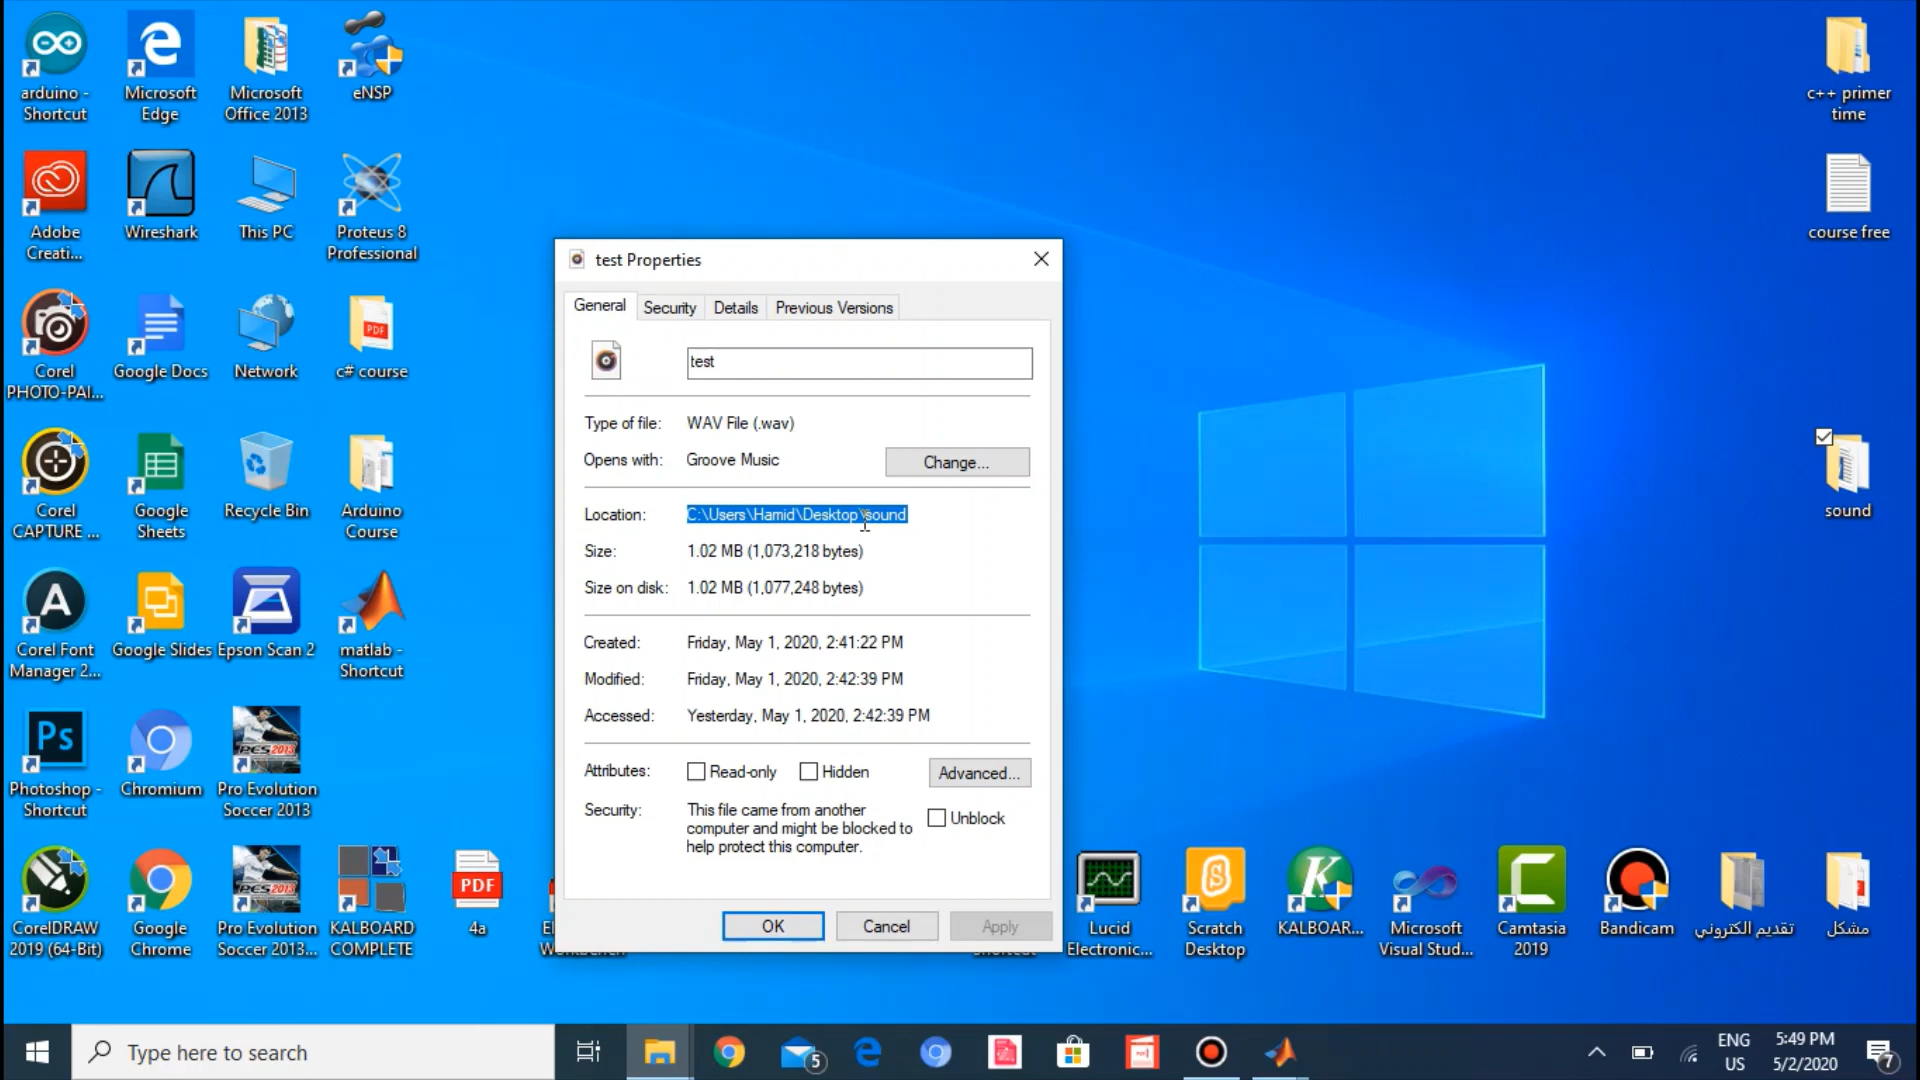 arduino -
Shortcut
Microsoft
Edge
Microsoft
Office 2013
eNSP
c++ primer
time
Adobe
Creati...
Wireshark
This PC
Proteus 8
Professional
course free
Corel
PHOTO-PAI...
Google Docs
Network
PDF
c# course
Corel
CAPTURE ...
Google
Sheets
Recycle Bin
Arduino
Course
sound
A
Corel Font
Manager 2...
Google Slides
Epson Scan 2
matlab -
Shortcut
Ps
Photoshop -
Shortcut
Chromium
PES2013
Pro Evolution
Soccer 2013
CorelDRAW
2019 (64-Bit)
Google
Chrome
PES2013
Pro Evolution
Soccer 2013...
KALBOARD
COMPLETE
PDF
4a
test Properties
General
Security
Details
Previous Versions
test
Type of file:
WAV File (.wav)
Opens with:
Groove Music
Change...
Location:
C:\Users\Hamid\Desktop\sound
Size:
1.02 MB (1,073,218 bytes)
Size on disk:
1.02 MB (1,077,248 bytes)
Created:
Friday, May 1, 2020, 2:41:22 PM
Modified:
Friday, May 1, 2020, 2:42:39 PM
Accessed:
Yesterday, May 1, 2020, 2:42:39 PM
Attributes:
Read-only
Hidden
Advanced...
Security:
This file came from another
computer and might be blocked to
help protect this computer.
Unblock
OK
Cancel
Apply
Lucid
Electronic...
Scratch
Desktop
K
KALBOAR...
Microsoft
Visual Stud...
Camtasia
2019
Bandicam
تقديم الكتروني
مشكل
Type here to search
5
ENG
US
5:49 PM
5/2/2020
7